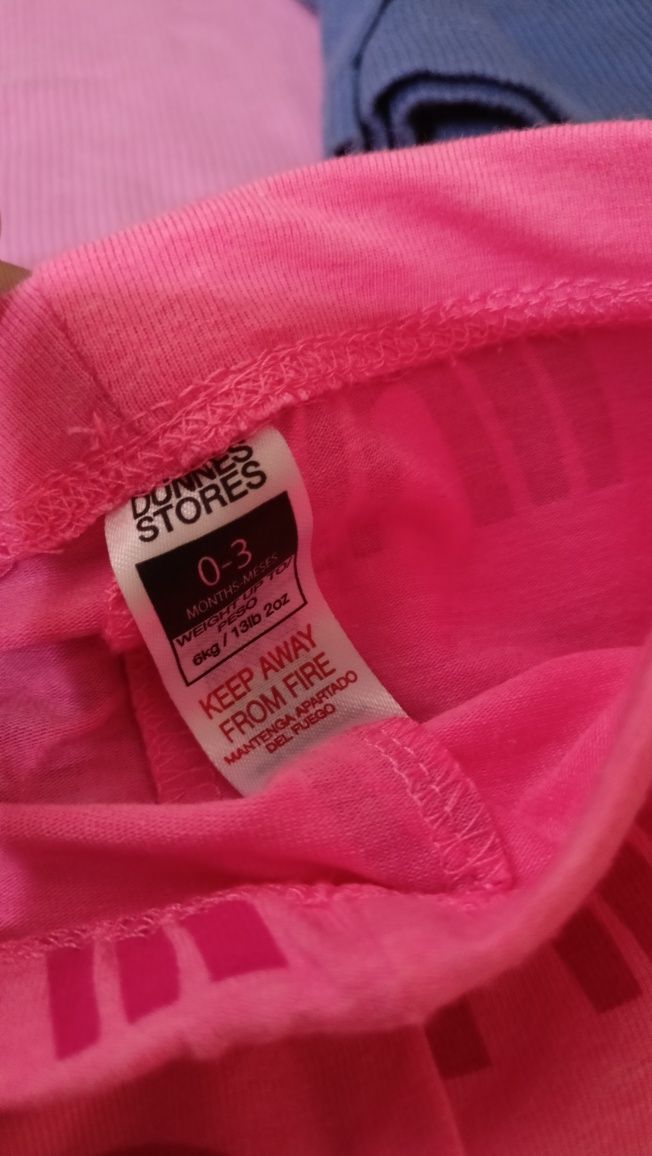 DUNNES
STORES
0-3
MONTHS-MESES
WEIGHT UP TO/
PESO
6kg / 13lb 2oz
KEEP AWAY
FROM FIRE
MANTENGA APARTADO
DEL FUEGO